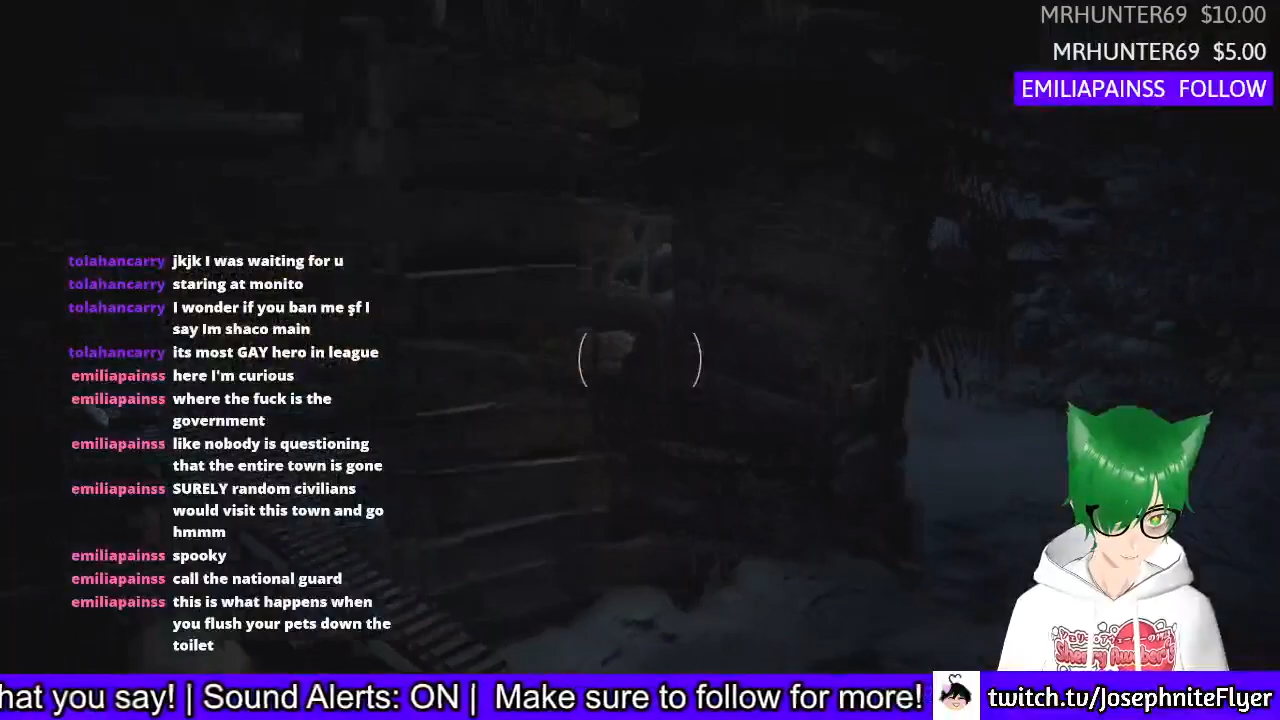 MRHUNTER69 $10.00
MRHUNTER69 $5.00
EMILIAPAINSS FOLLOW
tolahancarry jkjk I was waiting for u
tolahancarry staring at monito
tolahancarry I wonder if you ban me şf I
say Im shaco main
tolahancarry its most GAY hero in league
emiliapainss here I'm curious
emiliapainss where the fuck is the
government
emiliapainss like nobody is questioning
that the entire town is gone
emiliapainss SURELY random civilians
would visit this town and go
hmmm
emiliapainss spooky
emiliapainss call the national guard
emiliapainss this is what happens when
you flush your pets down the
toilet
Sherry Auxber's
hat you say! | Sound Alerts: ON | Make sure to follow for more!
twitch.tv/JosephniteFlyer